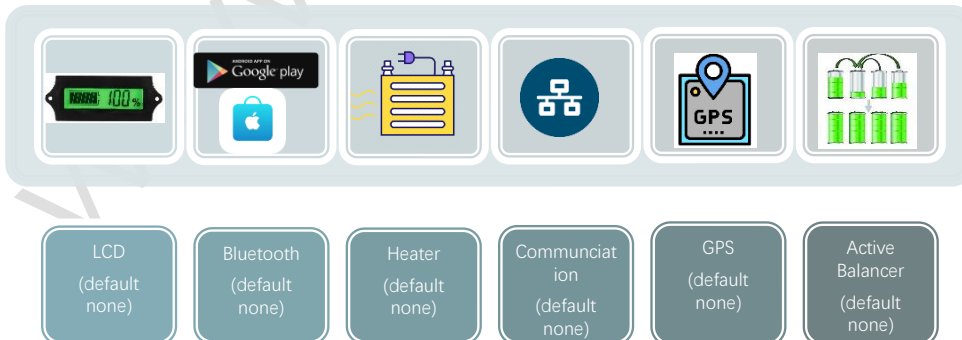 100%
ANDROID APP ON
Google play
GPS
LCD
(default
none)
Bluetooth
(default
none)
Heater
(default
none)
Communciat
ion
(default
none)
GPS
(default
none)
Active
Balancer
(default
none)